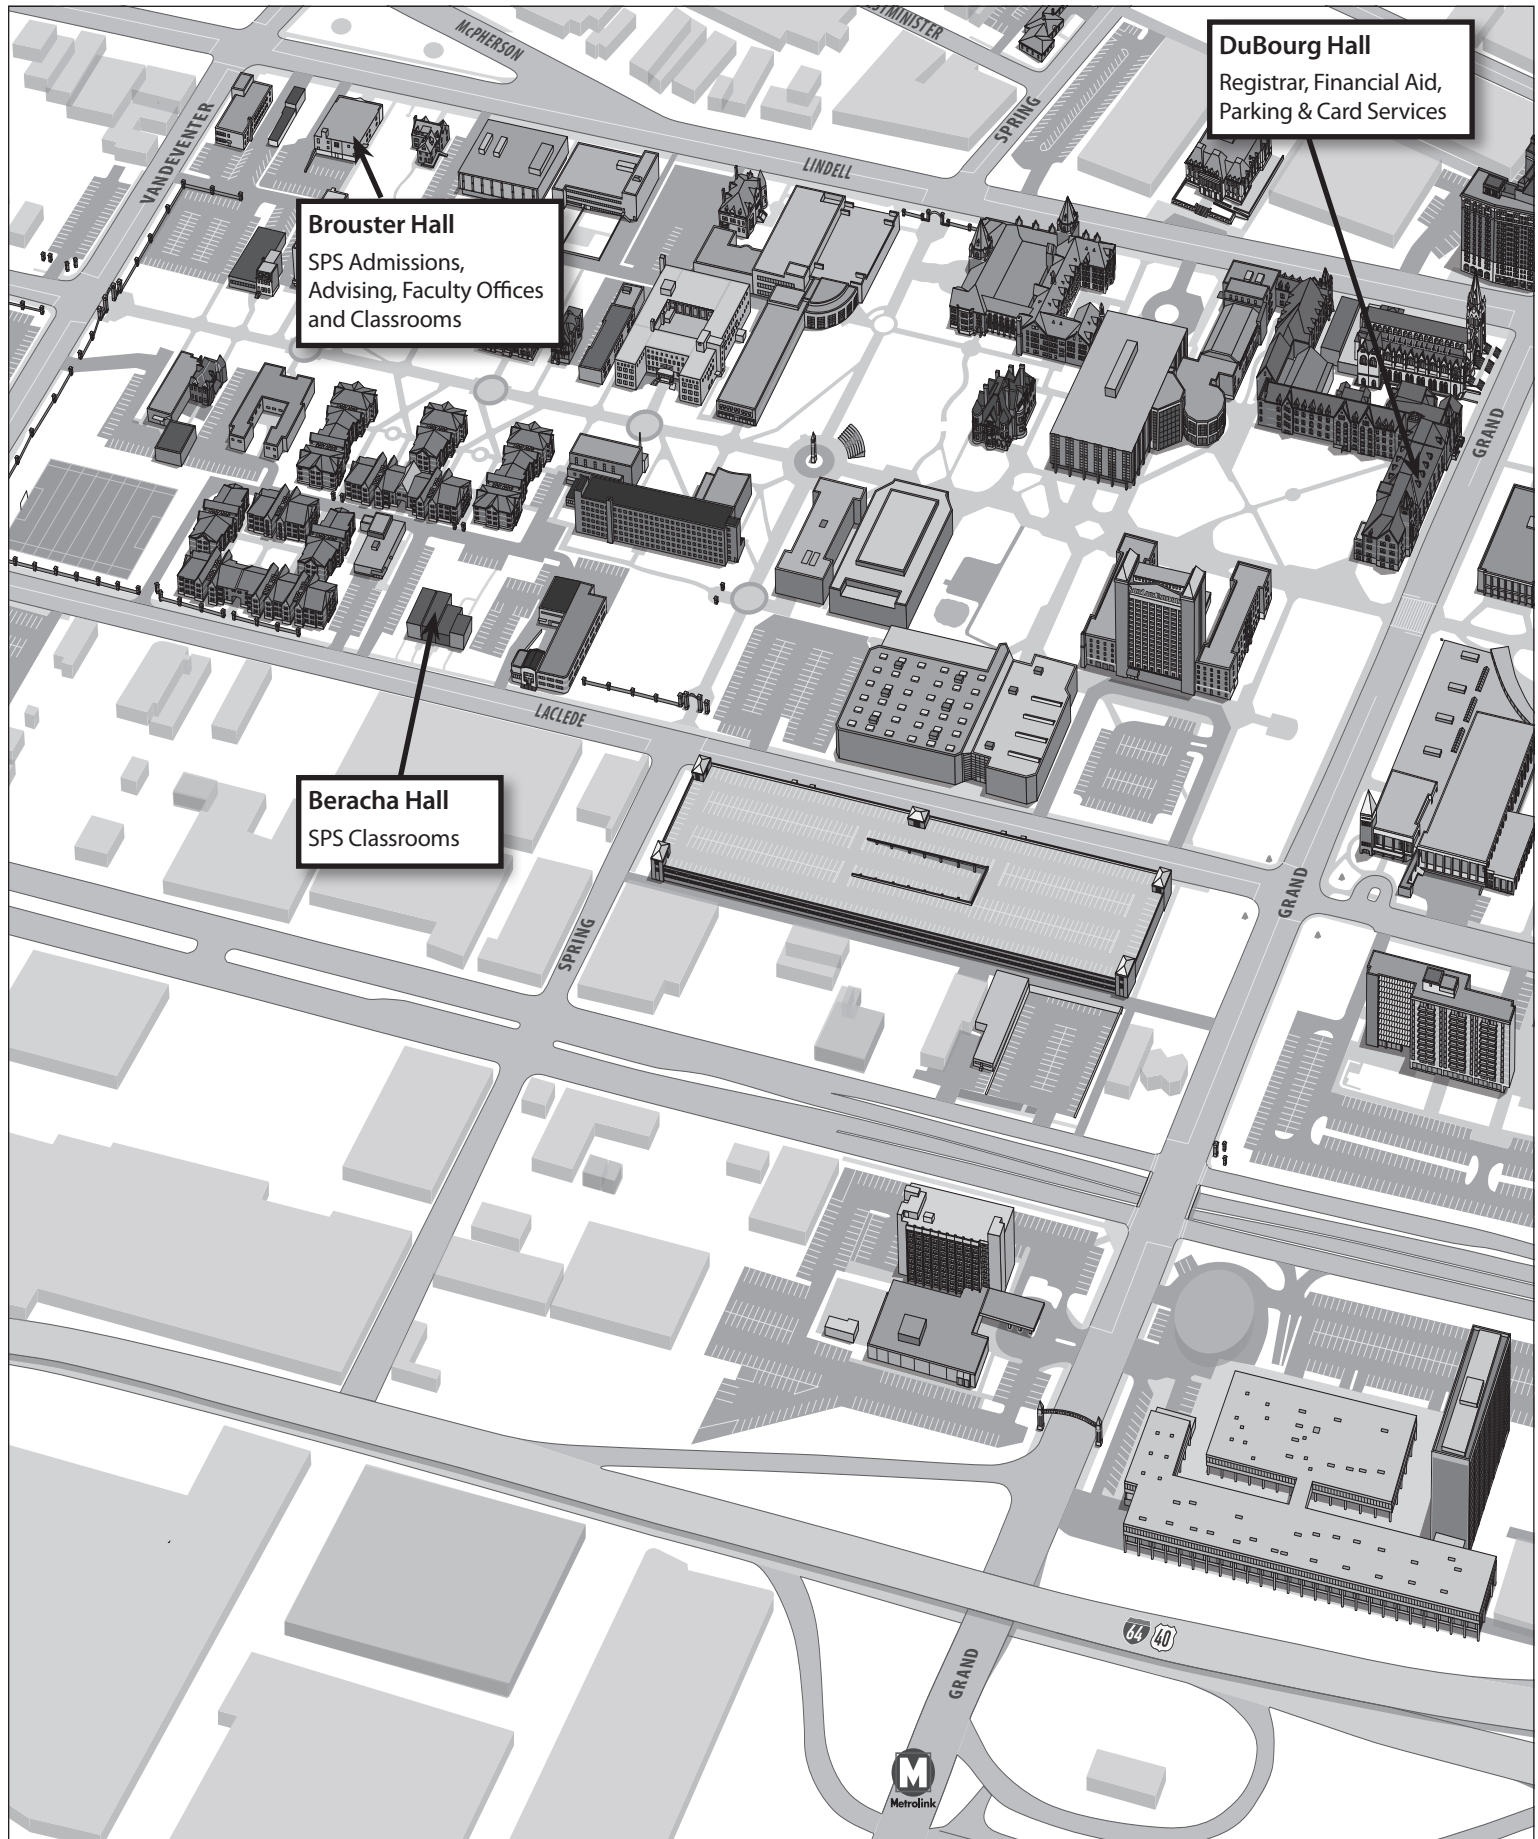 McPHERSON
VANDEVENTER
SPRING
LINDELL
DuBourg Hall
Registrar, Financial Aid,
Parking & Card Services
Brouster Hall
SPS Admissions,
Advising, Faculty Offices
and Classrooms
GRAND
LACLEDE
Beracha Hall
SPS Classrooms
GRAND
SPRING
64
40
GRAND
M
Metrolink